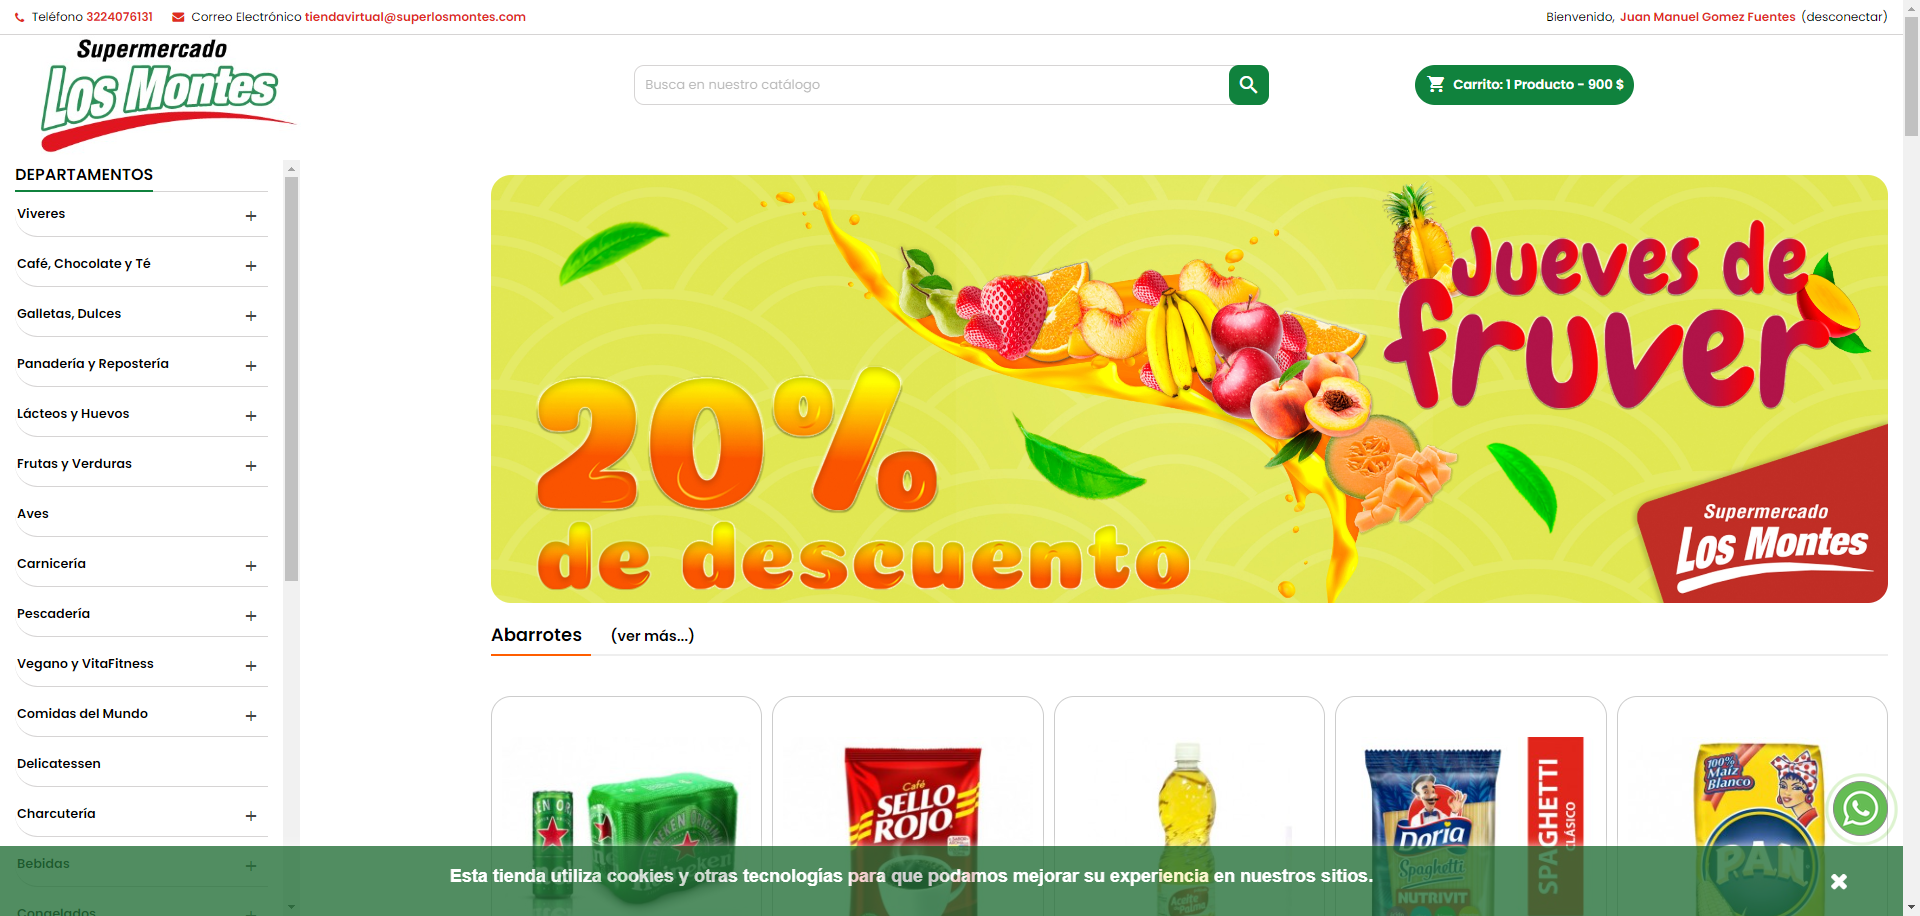 Teléfono 3224076131 Correo Electrónico tiendavirtual@superlosmontes.com
Bienvenido, Juan Manuel Gomez Fuentes (desconectar)
Supermercado
Los Montes
Busca en nuestro catálogo
Carrito: 1 Producto - 900 $
DEPARTAMENTOS
Viveres
Café, Chocolate y Té
Galletas, Dulces
Panadería y Repostería
Lácteos y Huevos
Frutas y Verduras
Aves
Carnicería
Pescadería
Vegano y VitaFitness
Comidas del Mundo
Delicatessen
Charcutería
Bebidas
Congelados
Jueves de
fruver
20%
de descuento
Supermercado
Los Montes
Abarrotes (ver más...)
Café
SELLO
ROJO
Doria
Spaghetti
NUTRIVIT
SPAGHETTI
CLÁSICO
100%
Maíz
Blanco
PAN
Heineken
Aceite
de Palma
Esta tienda utiliza cookies y otras tecnologías para que podamos mejorar su experiencia en nuestros sitios.